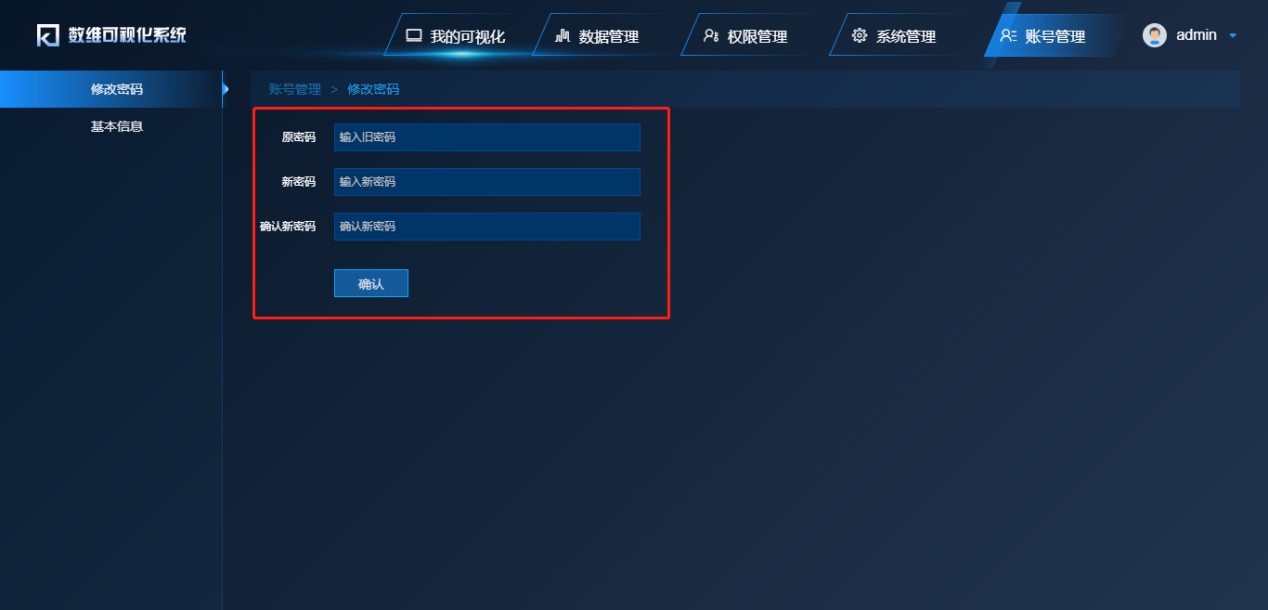 数维可视化系统
我的可视化
数据管理
权限管理
系统管理
账号管理
admin
修改密码
基本信息
账号管理 > 修改密码
原密码 输入旧密码
新密码 输入新密码
确认新密码 确认新密码
确认